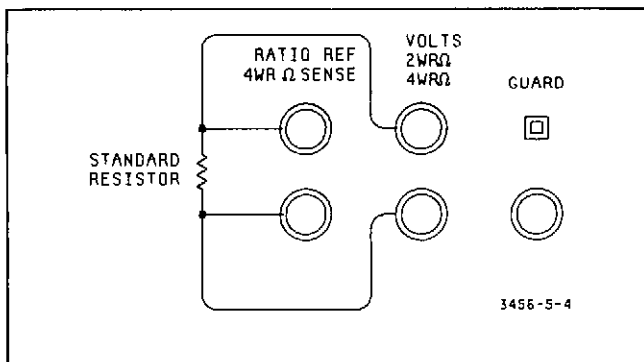 RATIO REF
4WR Ω SENSE
VOLTS
2WRΩ
4WRΩ
GUARD
STANDARD
RESISTOR
3456-5-4